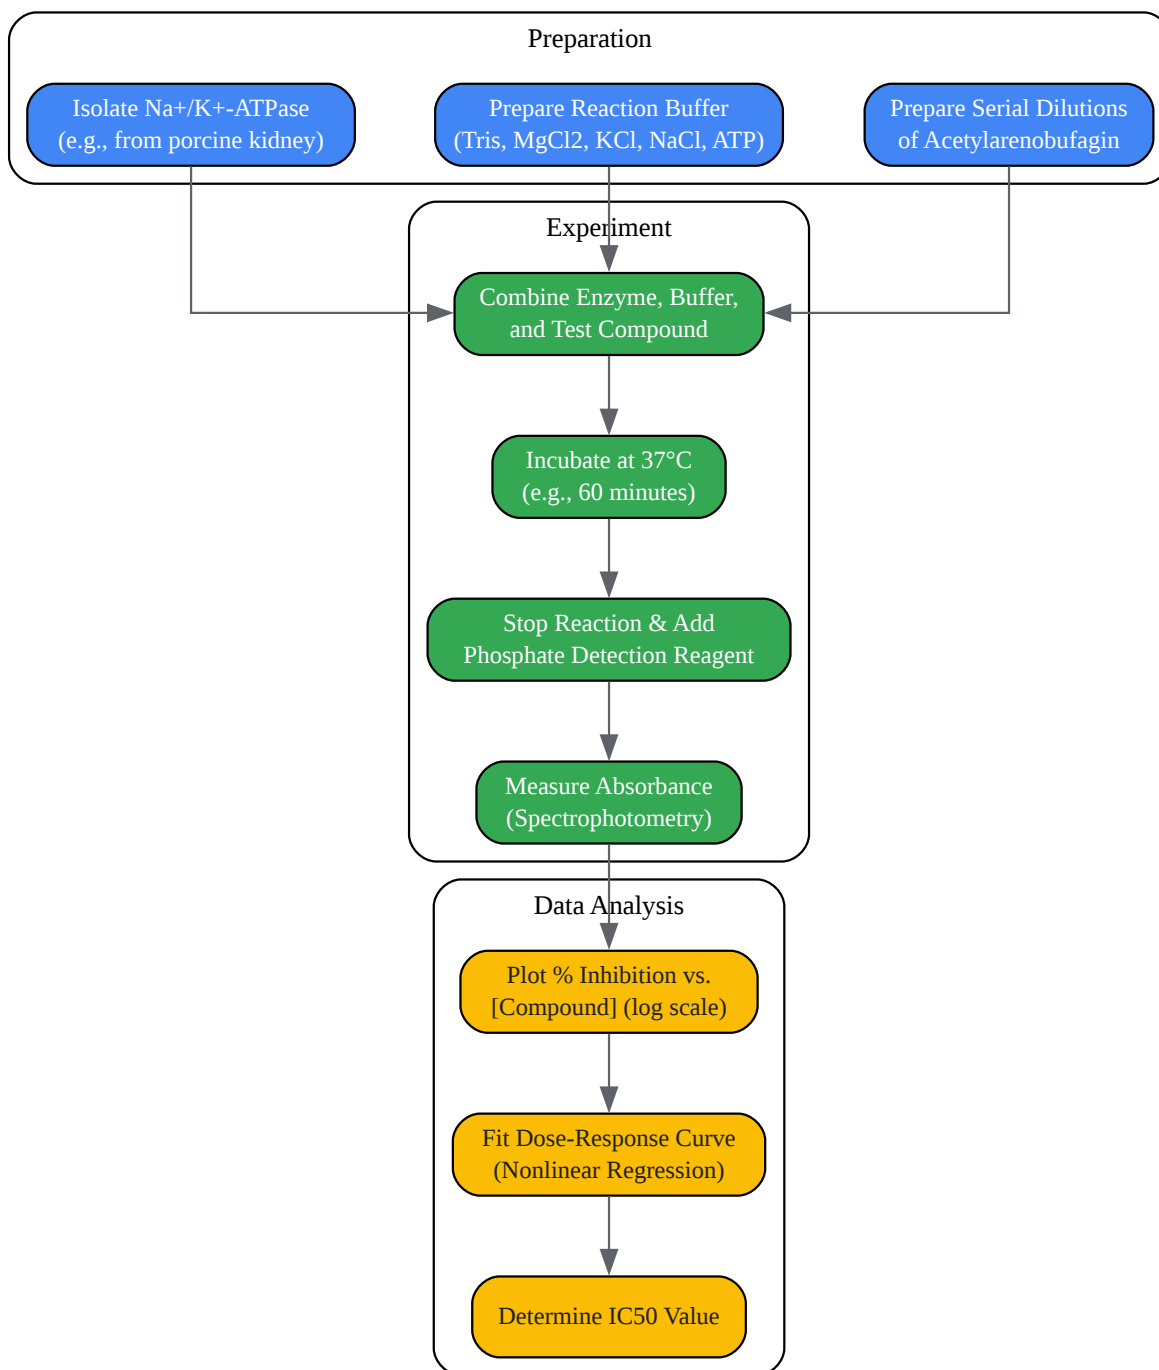 Preparation
Isolate Na+/K+-ATPase
(e.g., from porcine kidney)
Prepare Reaction Buffer
(Tris, MgCl2, KCl, NaCl, ATP)
Prepare Serial Dilutions
of Acetylarenobufagin
Experiment
Combine Enzyme, Buffer,
and Test Compound
Incubate at 37°C
(e.g., 60 minutes)
Stop Reaction & Add
Phosphate Detection Reagent
Measure Absorbance
(Spectrophotometry)
Data Analysis
Plot % Inhibition vs.
[Compound] (log scale)
Fit Dose-Response Curve
(Nonlinear Regression)
Determine IC50 Value